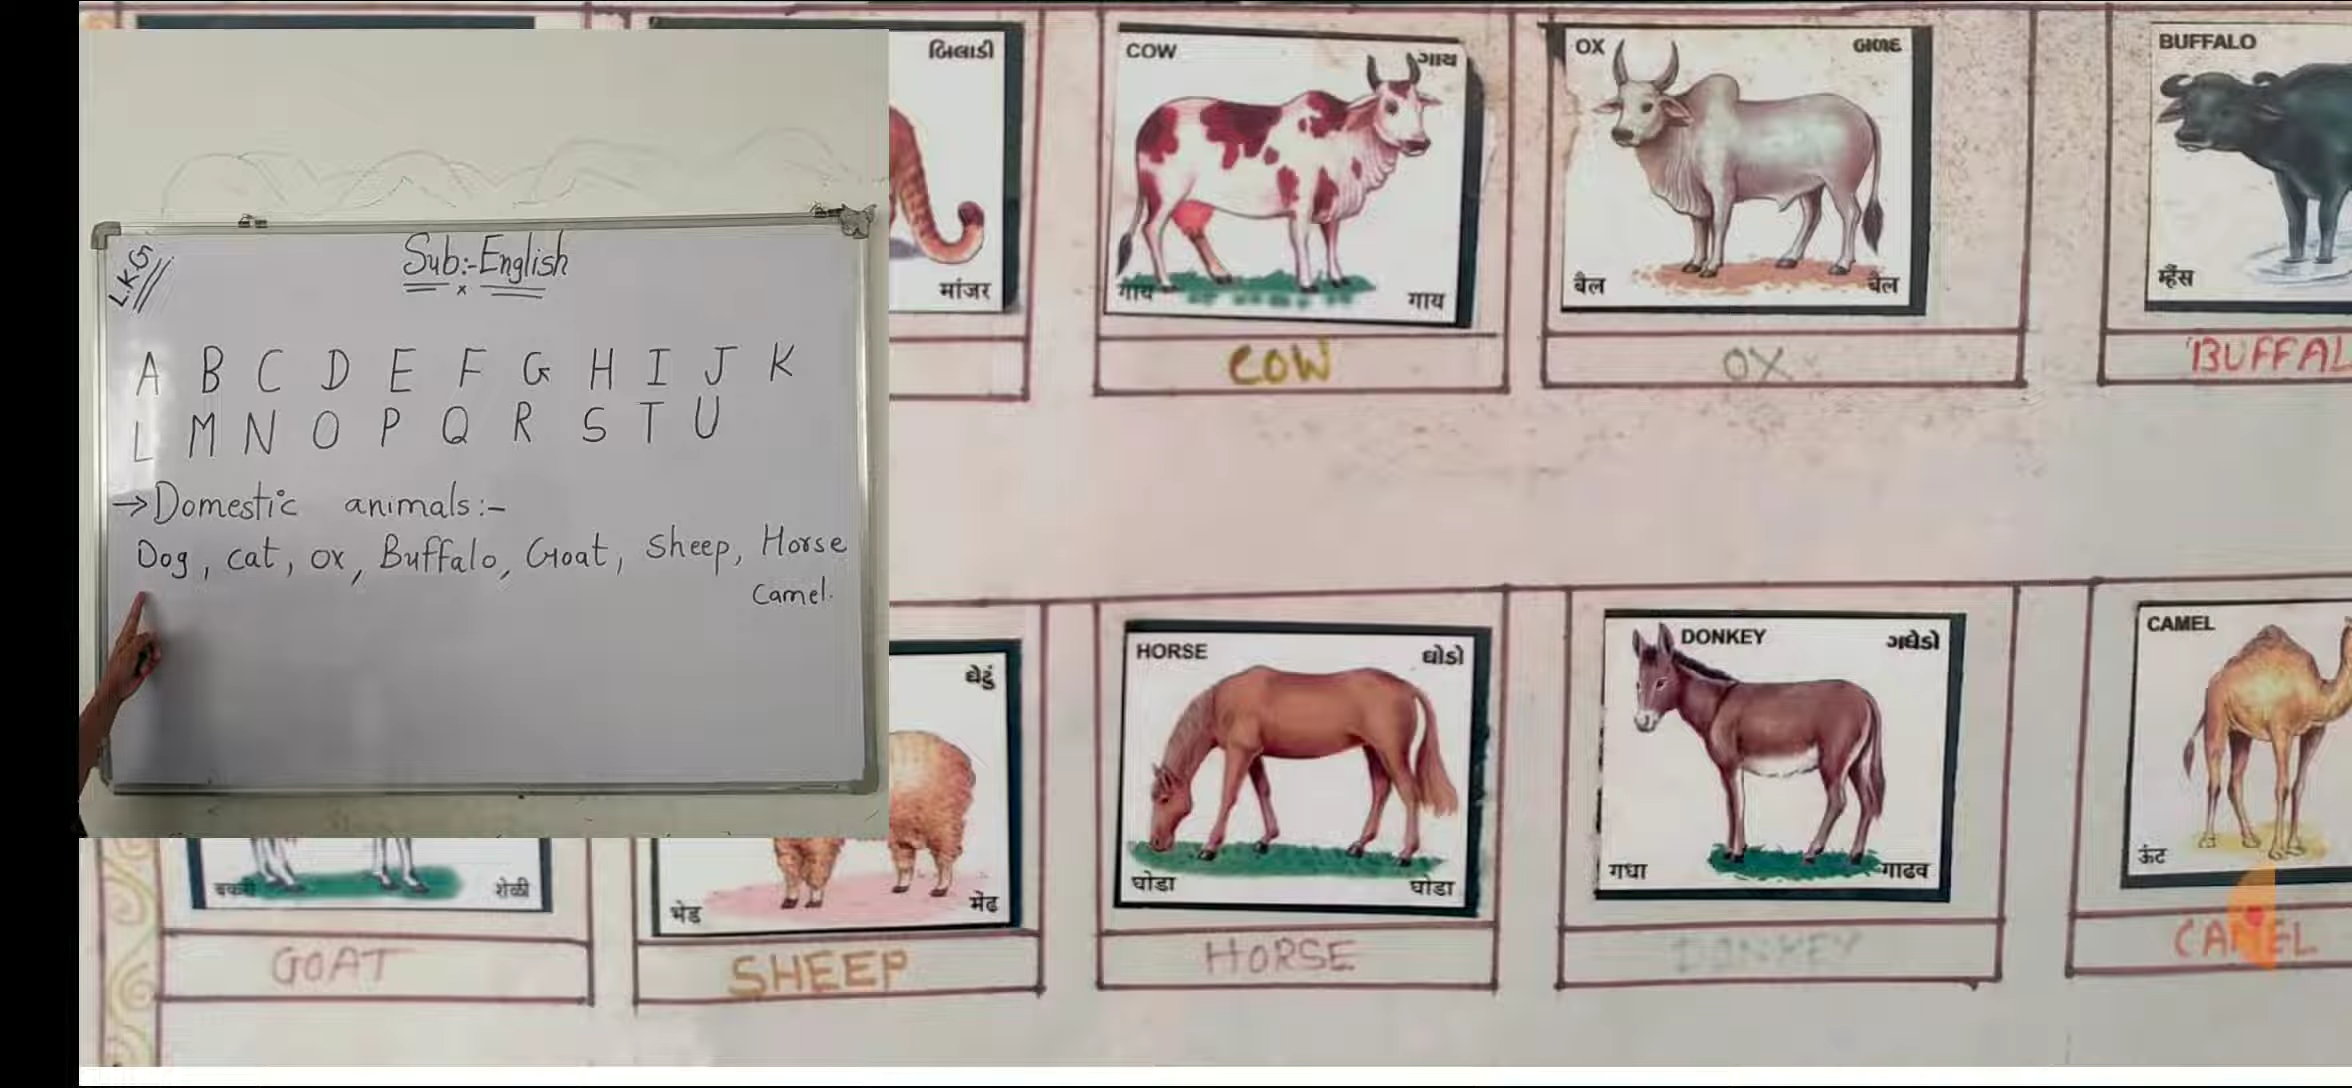 L.K.G
Sub:-English
A B C D E F G H I J K
L M N O P Q R S T U
→Domestic animals:-
Dog, cat, ox, Buffalo, Goat, Sheep, Horse
Camel.
બિલાડી
मांजर
COW ગાય
गाय गाय
COW
OX બળદ
बैल बैल
OX
BUFFALO
म्हैंस
BUFFAL
बकरी शेळी
GOAT
ઘેટું
भेड मेंढ
SHEEP
HORSE ઘોડો
घोडा घोडा
HORSE
DONKEY ગધેડો
गधा गाढव
DONKEY
CAMEL
ऊंट
CAMEL